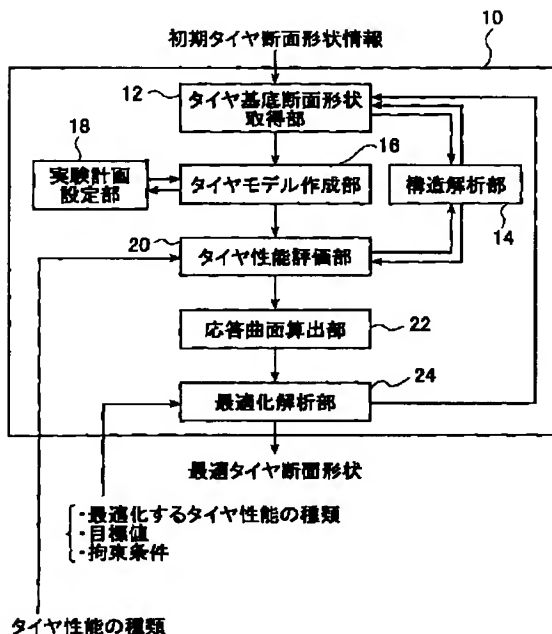 初期タイヤ断面形状情報
10
12
タイヤ基底断面形状
取得部
18
実験計画
設定部
16
タイヤモデル作成部
構造解析部
14
20
タイヤ性能評価部
応答曲面算出部
22
24
最適化解析部
最適タイヤ断面形状
・最適化するタイヤ性能の種類
・目標値
・拘束条件
タイヤ性能の種類